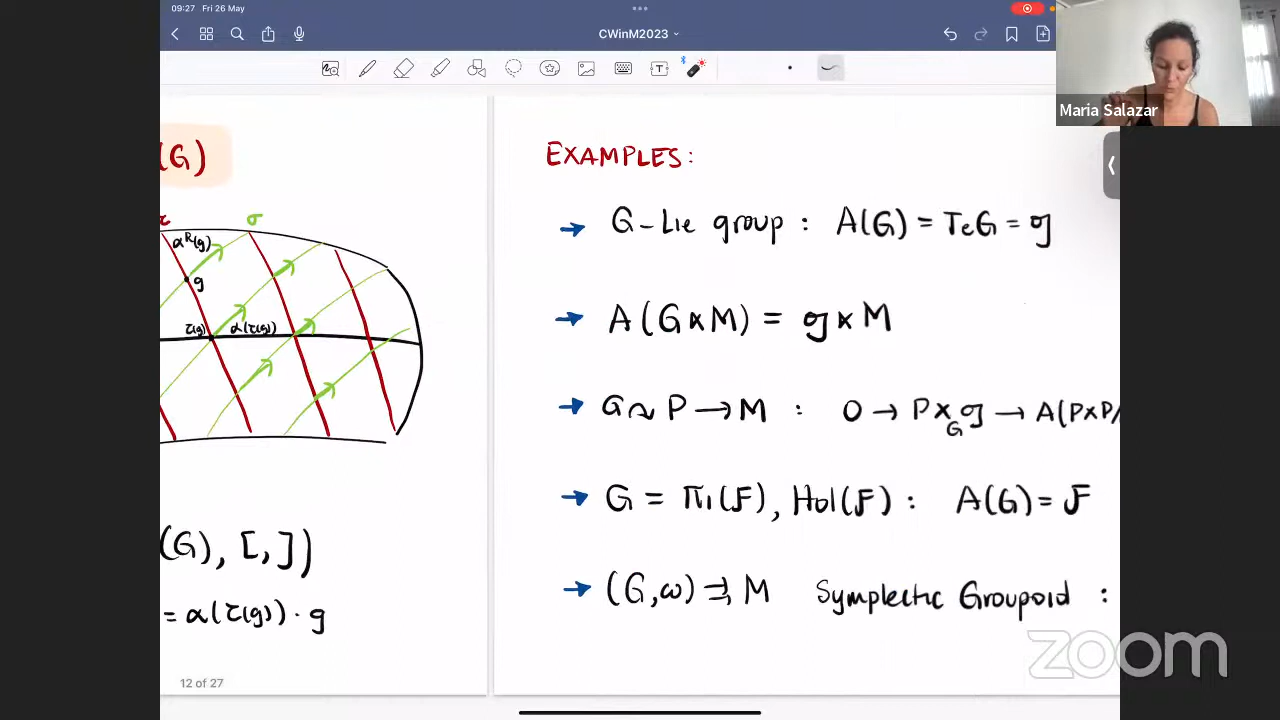 09:27 Fri 26 May
CWinM2023
Maria Salazar
(G)
τ
σ
α^R(g)
g
τ(g)
α(τ(g))
(G), [,])
= α(τ(g)) · g
12 of 27
EXAMPLES:
→ G-Lie group : A(G) = TeG = 𝔤
→ A(G⋉M) = 𝔤⋉M
→ G ↷ P → M : 0 → P×_G 𝔤 → A(P×P/
→ G = Π1(F), Hol(F) : A(G) = F
→ (G,ω) ⇉ M Symplectic Groupoid :
zoom